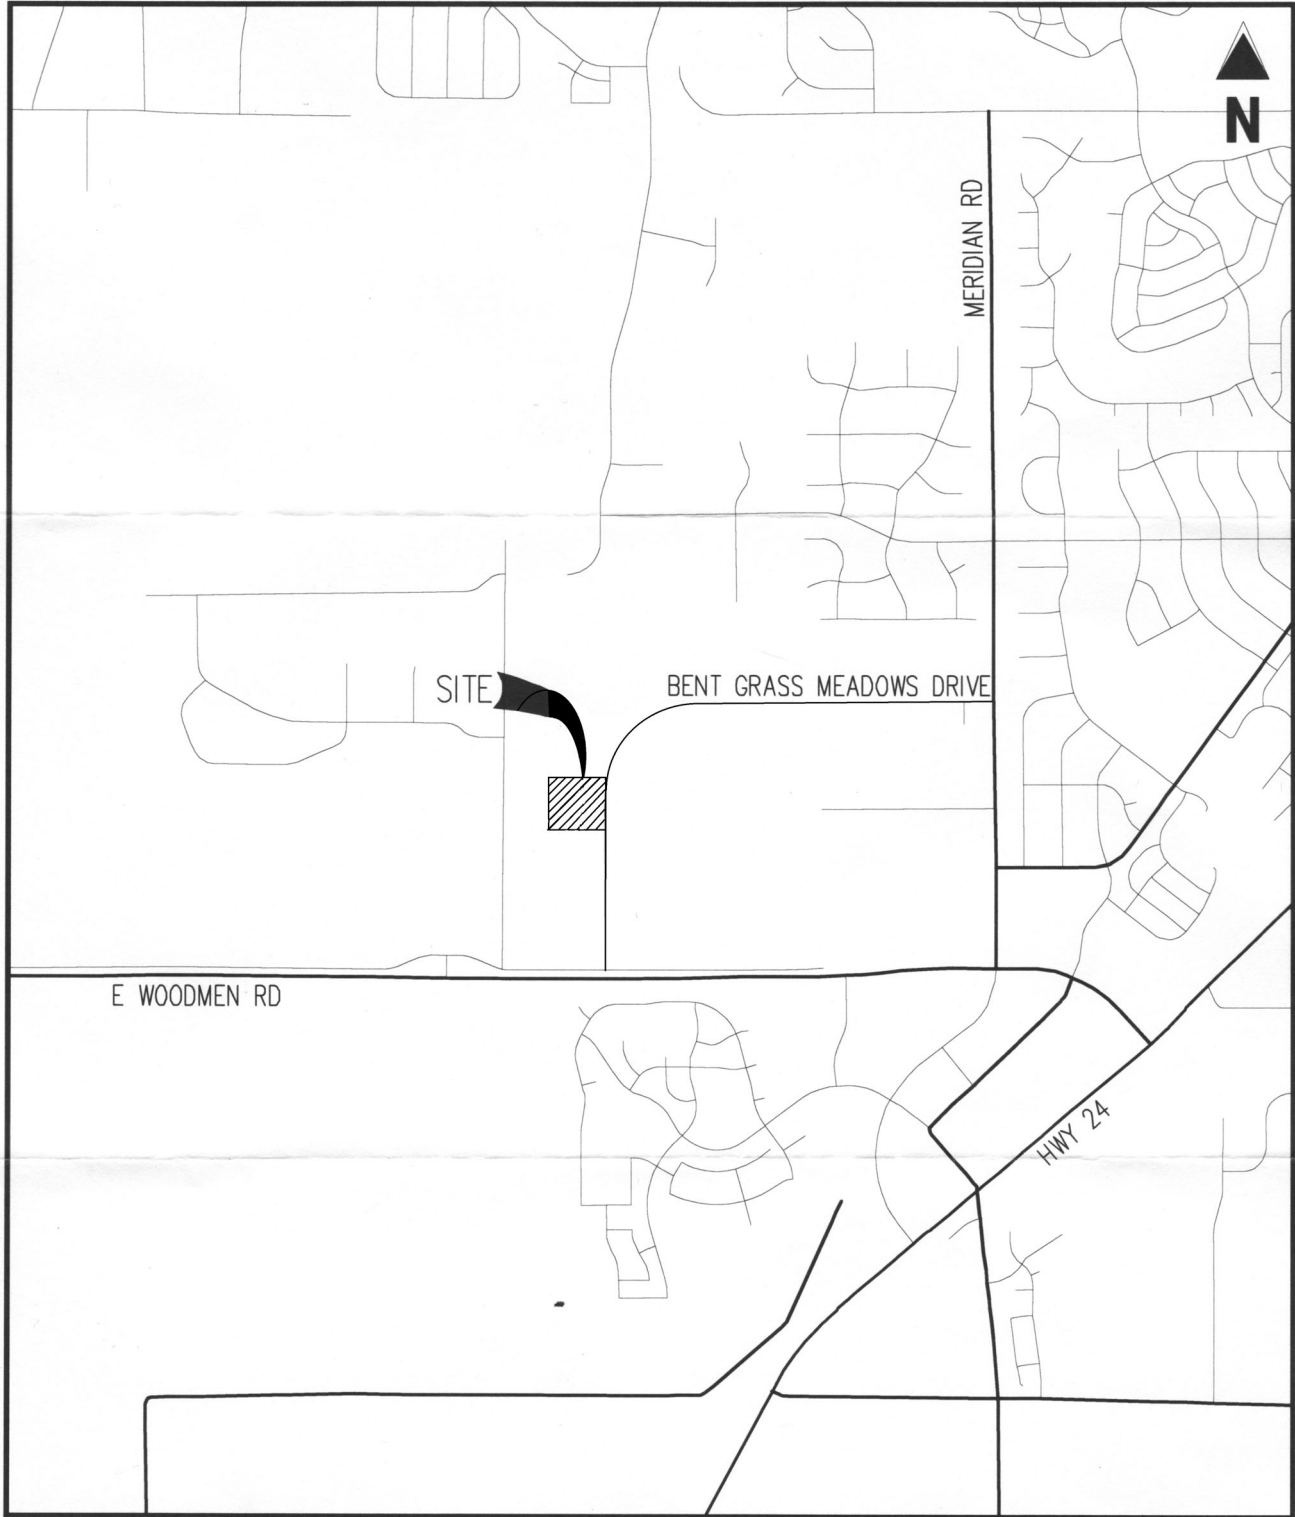 N
MERIDIAN RD
SITE
BENT GRASS MEADOWS DRIVE
E WOODMEN RD
HWY 24